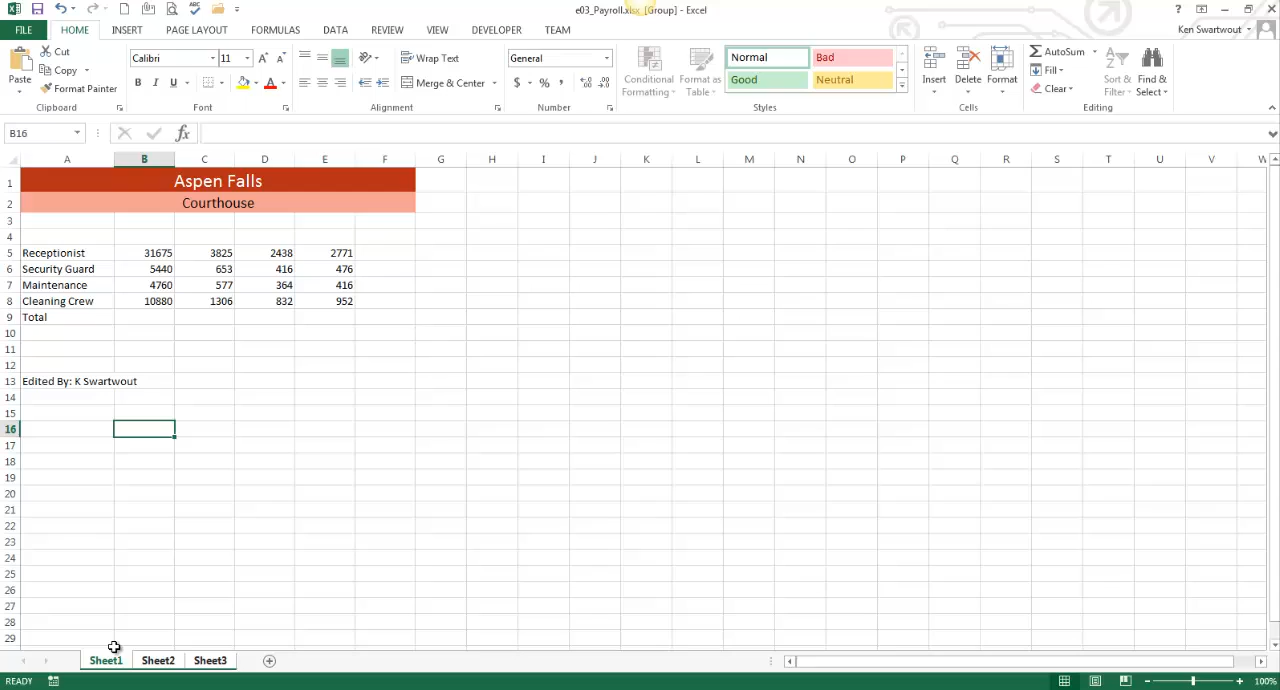 e03_Payroll.xlsx [Group] - Excel
FILE HOME INSERT PAGE LAYOUT FORMULAS DATA REVIEW VIEW DEVELOPER TEAM Ken Swartwout
Paste
Cut
Copy
Format Painter
Clipboard
Calibri 11
B I U
Font
Wrap Text
Merge & Center
Alignment
General
$ % ,
Number
Conditional Formatting
Format as Table
Normal Bad
Good Neutral
Styles
Insert Delete Format
Cells
AutoSum
Fill
Clear
Sort & Filter
Find & Select
Editing
B16 fx
A B C D E F G H I J K L M N O P Q R S T U V W
1 Aspen Falls
2 Courthouse
3
4
5 Receptionist 31675 3825 2438 2771
6 Security Guard 5440 653 416 476
7 Maintenance 4760 577 364 416
8 Cleaning Crew 10880 1306 832 952
9 Total
10
11
12
13 Edited By: K Swartwout
14
15
16
17
18
19
20
21
22
23
24
25
26
27
28
29
Sheet1 Sheet2 Sheet3
READY 100%